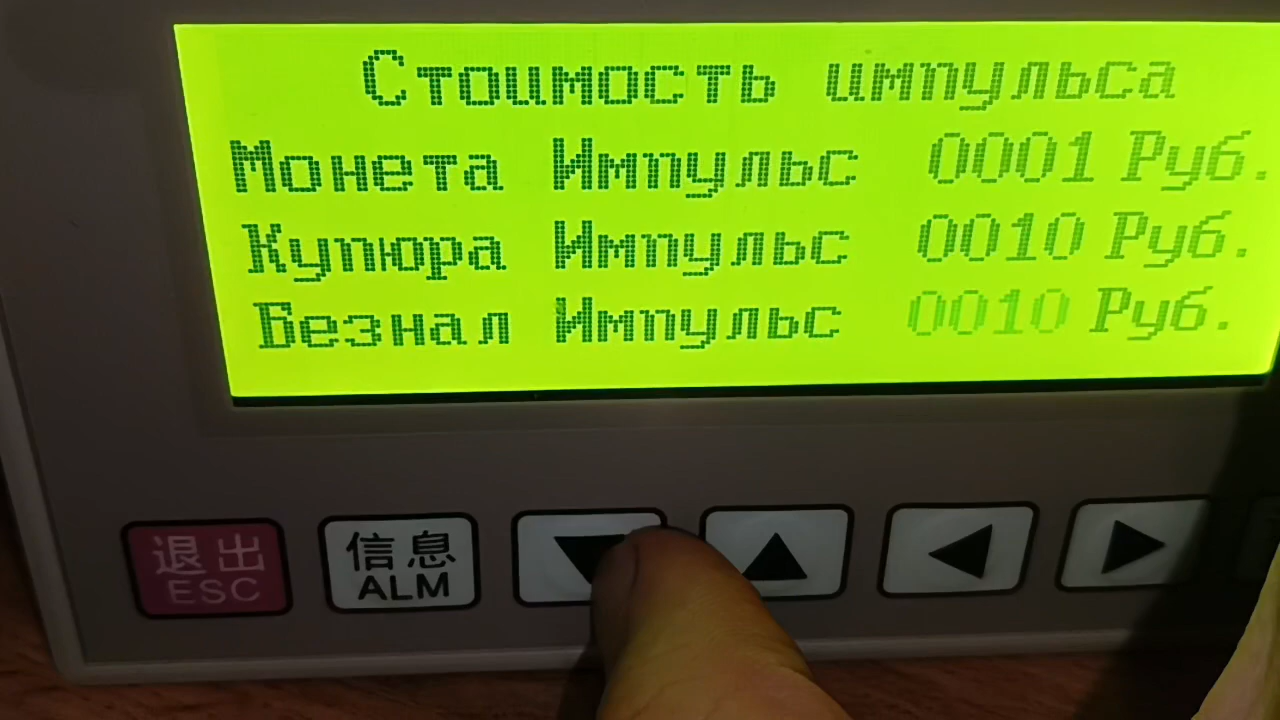 Стоимость импульса
Монета Импульс 0001 Руб.
Купюра Импульс 0010 Руб.
Безнал Импульс 0010 Руб.
退出 信息
ESC ALM